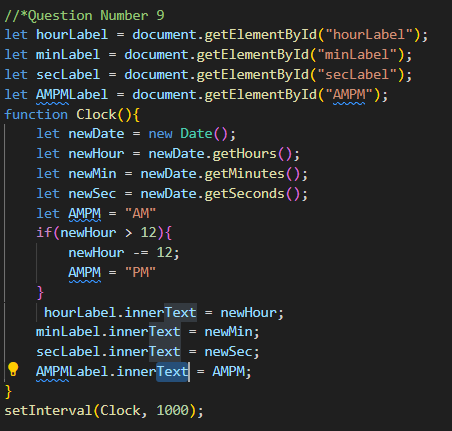 //*Question Number 9
let hourLabel = document.getElementById("hourLabel");
let minLabel = document.getElementById("minLabel");
let secLabel = document.getElementById("secLabel");
let AMPMLabel = document.getElementById("AMPM");
function Clock(){
    let newDate = new Date();
    let newHour = newDate.getHours();
    let newMin = newDate.getMinutes();
    let newSec = newDate.getSeconds();
    let AMPM = "AM"
    if(newHour > 12){
        newHour -= 12;
        AMPM = "PM"
    }
     hourLabel.innerText = newHour;
    minLabel.innerText = newMin;
    secLabel.innerText = newSec;
    AMPMLabel.innerText = AMPM;
}
setInterval(Clock, 1000);